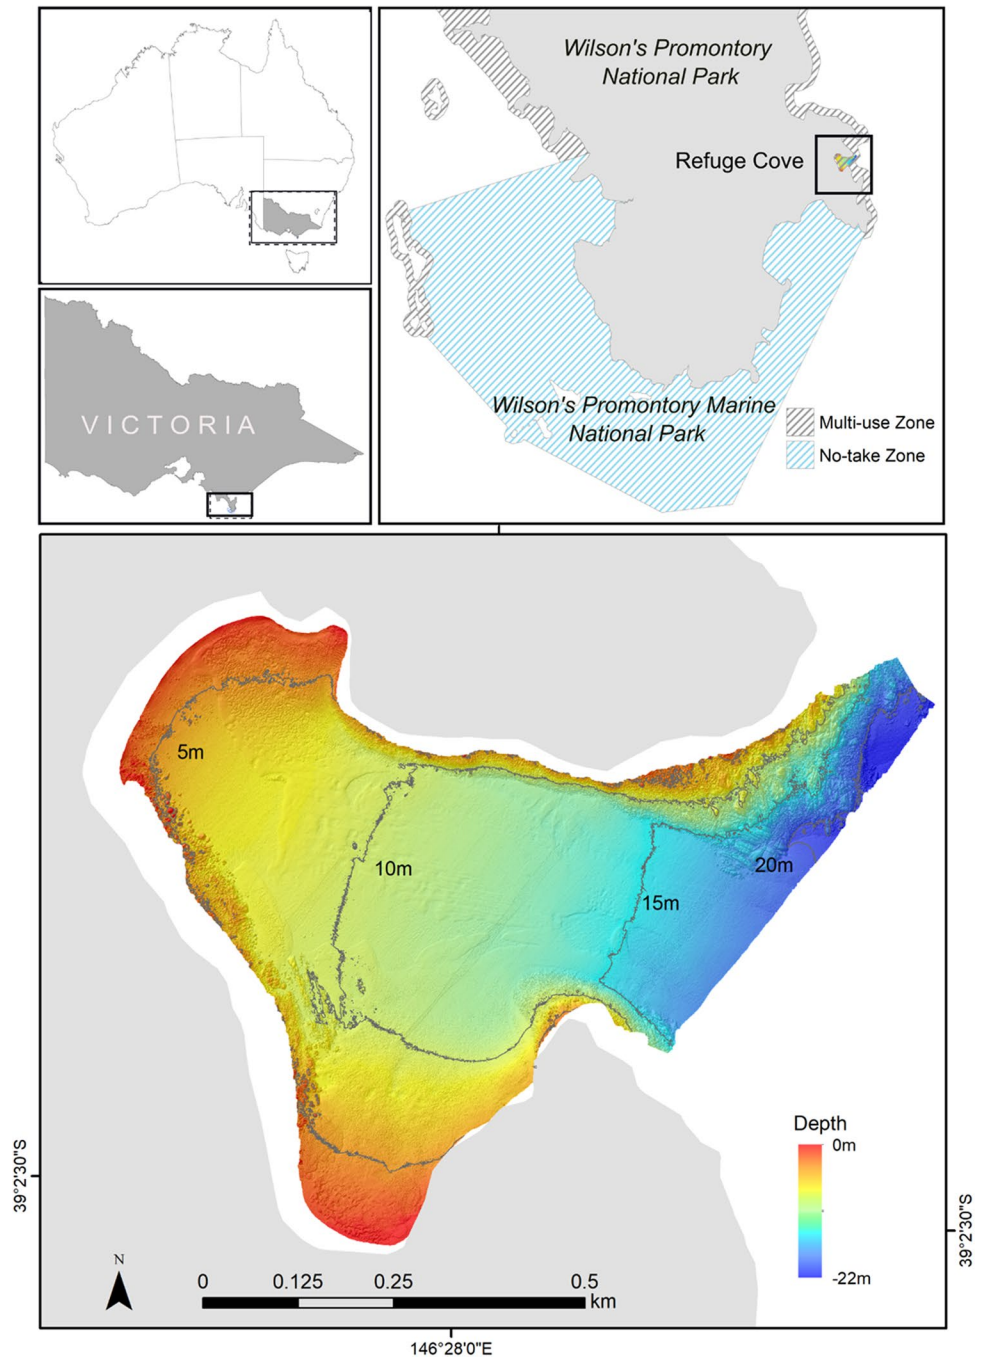 Wilson's Promontory
National Park
Refuge Cove
VICTORIA
Wilson's Promontory Marine
National Park
Multi-use Zone
No-take Zone
5m
10m
15m
20m
Depth
0m
-22m
39°2'30"S
39°2'30"S
N
0 0.125 0.25 0.5
km
146°28'0"E